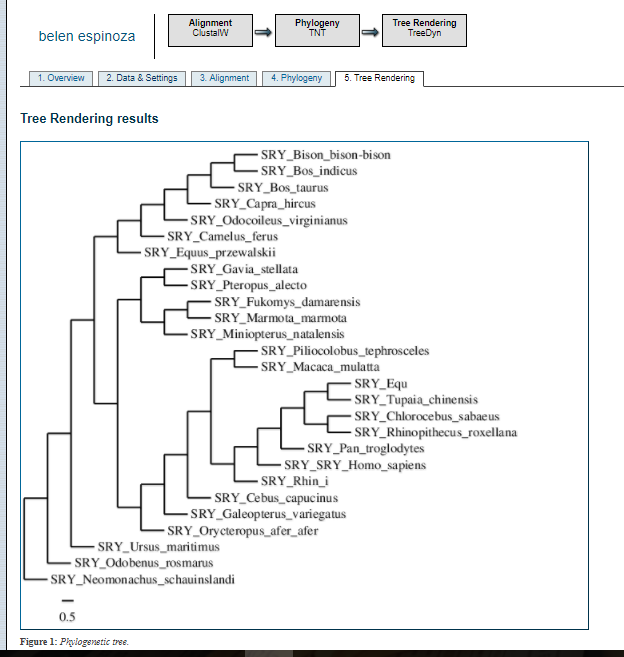 belen espinoza
Alignment
ClustalW
Phylogeny
TNT
Tree Rendering
TreeDyn
1. Overview
2. Data & Settings
3. Alignment
4. Phylogeny
5. Tree Rendering
Tree Rendering results
SRY_Bison_bison-bison
SRY_Bos_indicus
SRY_Bos_taurus
SRY_Capra_hircus
SRY_Odocoileus_virginianus
SRY_Camelus_ferus
SRY_Equus_przewalskii
SRY_Gavia_stellata
SRY_Pteropus_alecto
SRY_Fukomys_damarensis
SRY_Marmota_marmota
SRY_Miniopterus_natalensis
SRY_Piliocolobus_tephrosceles
SRY_Macaca_mulatta
SRY_Equ
SRY_Tupaia_chinensis
SRY_Chlorocebus_sabaeus
SRY_Rhinopithecus_roxellana
SRY_Pan_troglodytes
SRY_SRY_Homo_sapiens
SRY_Rhin_i
SRY_Cebus_capucinus
SRY_Galeopterus_variegatus
SRY_Orycteropus_afer_afer
SRY_Ursus_maritimus
SRY_Odobenus_rosmarus
SRY_Neomonachus_schauinslandi
0.5
Figure 1: Phylogenetic tree.